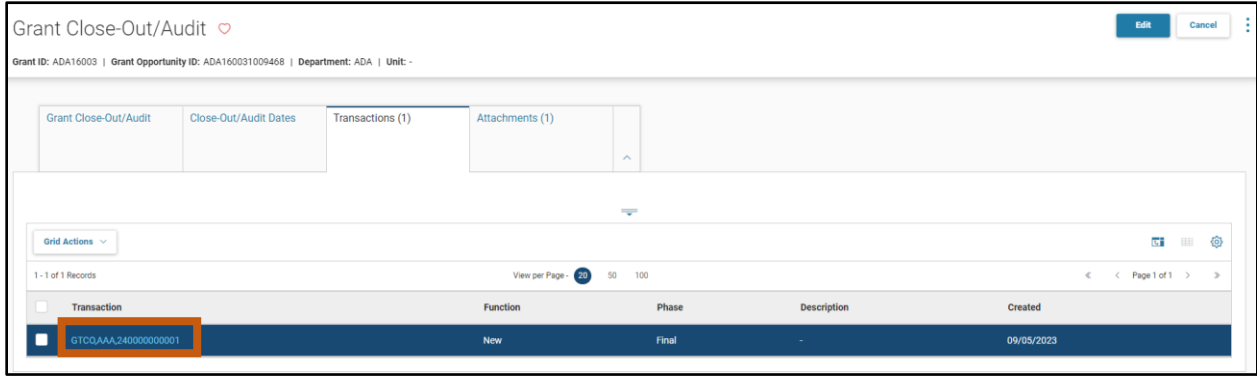 Grant Close-Out/Audit
Edit
Cancel
Grant ID: ADA16003 | Grant Opportunity ID: ADA160031009468 | Department: ADA | Unit: -
Grant Close-Out/Audit
Close-Out/Audit Dates
Transactions (1)
Attachments (1)
Grid Actions
1 - 1 of 1 Records
View per Page - 20 50 100
Page 1 of 1
Transaction Function Phase Description Created
GTCO,AAA,240000000001 New Final - 09/05/2023